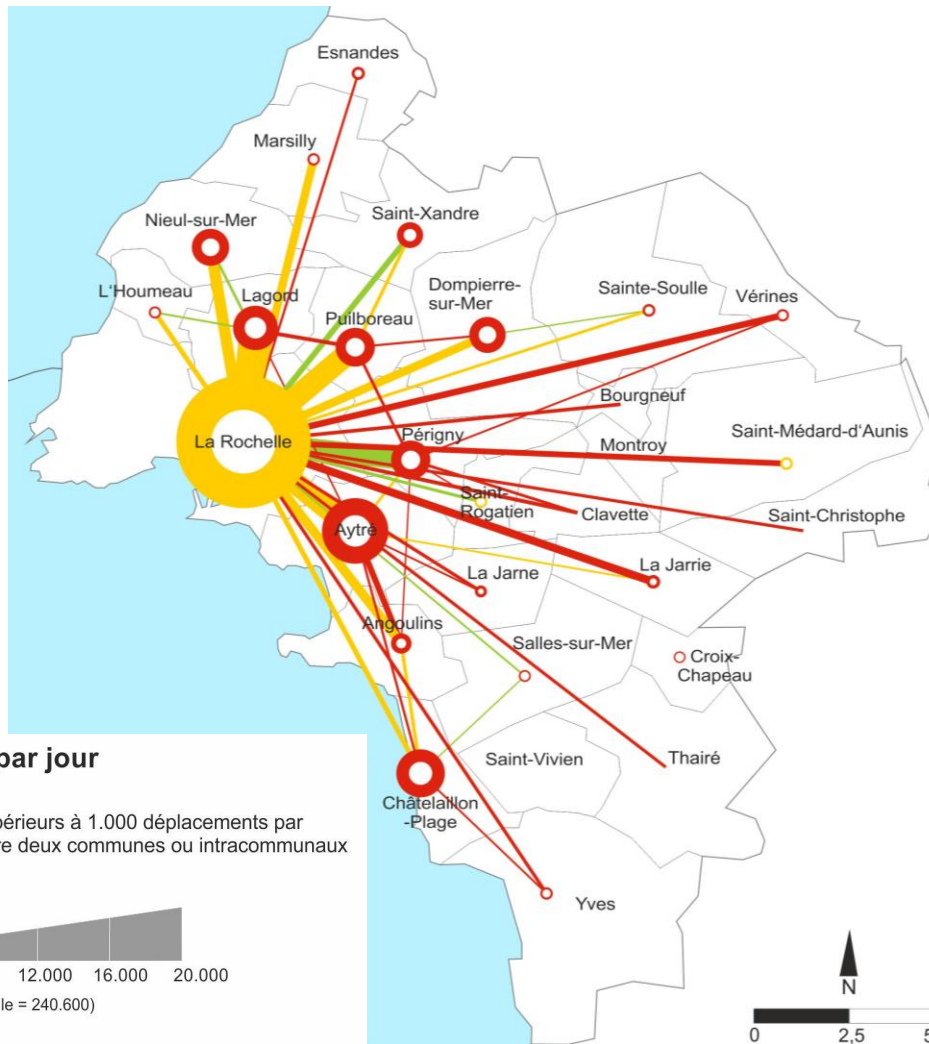 Esnandes
Marsilly
Nieul-sur-Mer
Saint-Xandre
L'Houmeau
Lagord
Puilboreau
Dompierre-
sur-Mer
Sainte-Soulle
Vérines
La Rochelle
Périgny
Bourgneuf
Montroy
Saint-Médard-d'Aunis
Saint-
Rogatien
Clavette
Saint-Christophe
Aytré
La Jarne
La Jarrie
Angoulins
Salles-sur-Mer
Croix-
Chapeau
Saint-Vivien
Thairé
Châtelaillon
-Plage
Yves
par jour
périeurs à 1.000 déplacements par
re deux communes ou intracommunaux
12.000 16.000 20.000
le = 240.600)
N
0 2,5 5